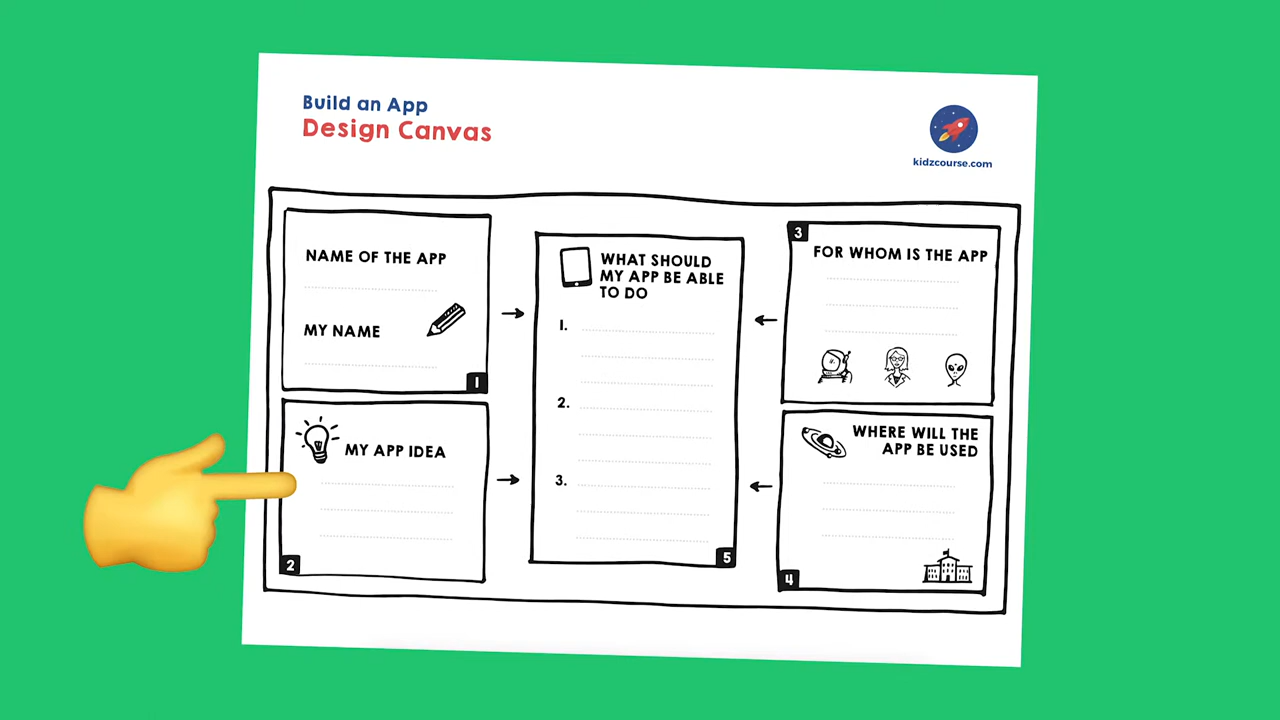 Build an App
Design Canvas
kidzcourse.com
NAME OF THE APP
MY NAME
1
MY APP IDEA
2
3
FOR WHOM IS THE APP
WHERE WILL THE
APP BE USED
4
WHAT SHOULD
MY APP BE ABLE
TO DO
1.
2.
3.
5